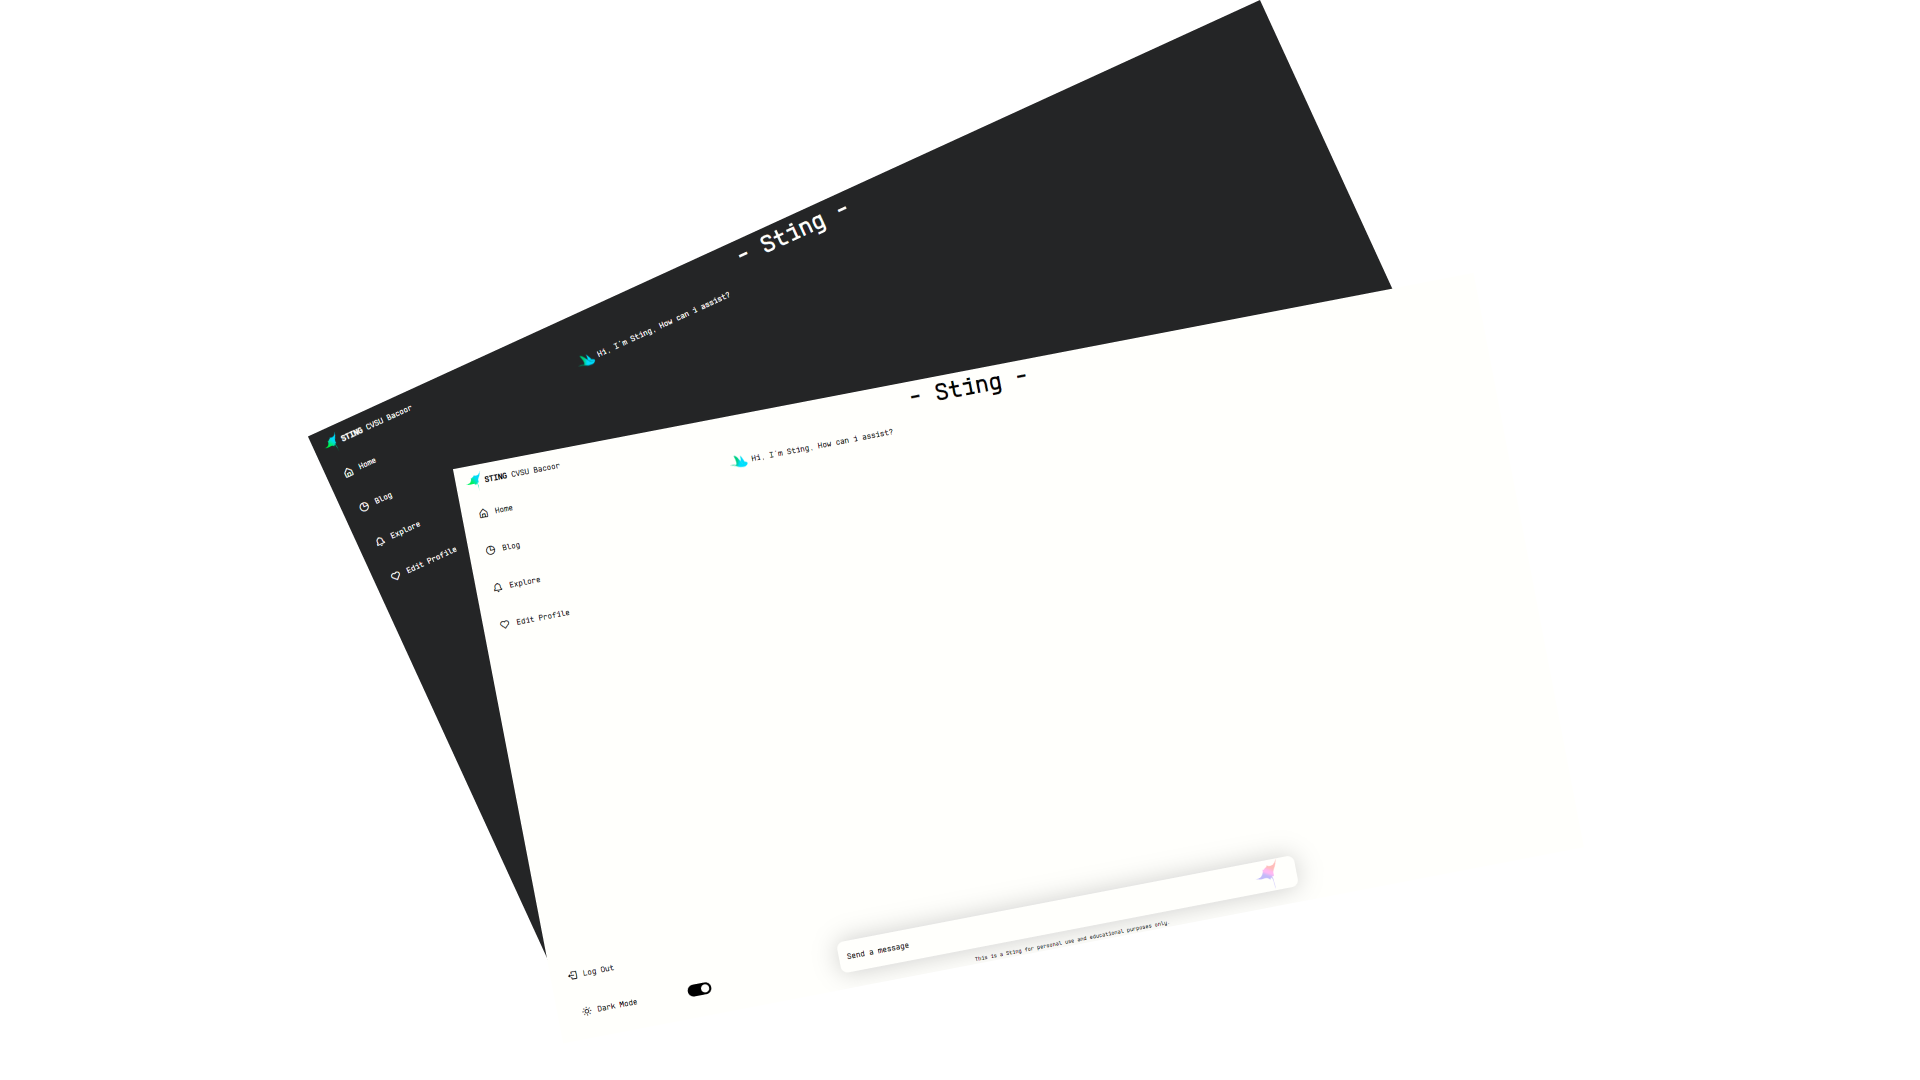 - Sting -
Hi, I'm Sting. How can i assist?
STING CVSU Bacoor
Home
Blog
Explore
Edit Profile
- Sting -
Hi, I'm Sting. How can i assist?
STING CVSU Bacoor
Home
Blog
Explore
Edit Profile
Send a message
This is a Sting for personal use and educational purposes only.
Log Out
Dark Mode